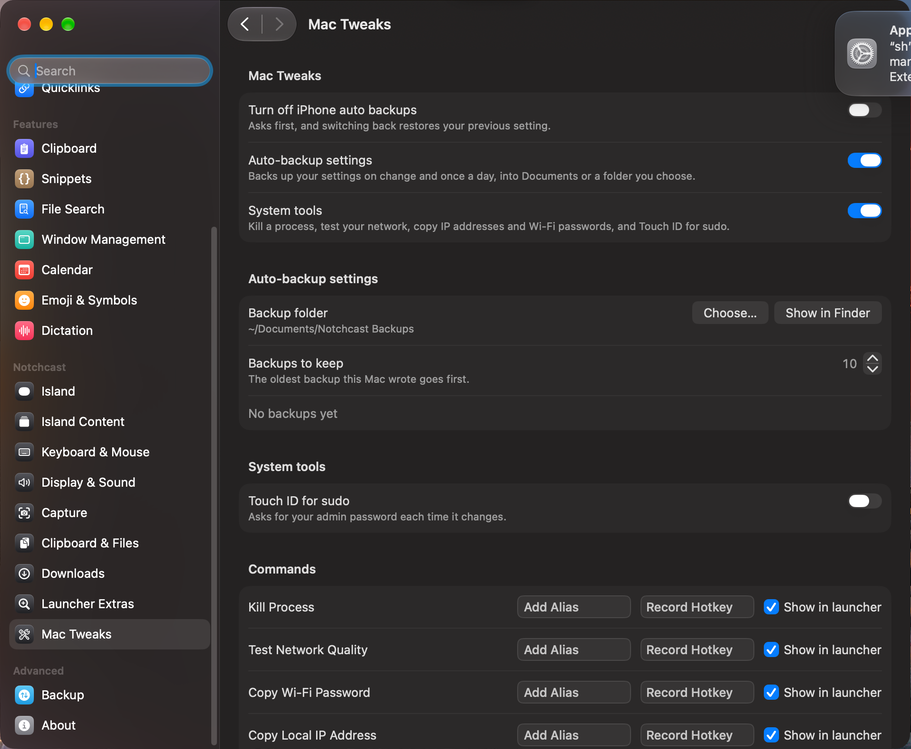 Mac Tweaks
Search
Quicklinks
Features
Clipboard
Snippets
File Search
Window Management
Calendar
Emoji & Symbols
Dictation
Notchcast
Island
Island Content
Keyboard & Mouse
Display & Sound
Capture
Clipboard & Files
Downloads
Launcher Extras
Mac Tweaks
Advanced
Backup
About
Mac Tweaks
Turn off iPhone auto backups
Asks first, and switching back restores your previous setting.
Auto-backup settings
Backs up your settings on change and once a day, into Documents or a folder you choose.
System tools
Kill a process, test your network, copy IP addresses and Wi-Fi passwords, and Touch ID for sudo.
Auto-backup settings
Backup folder
~/Documents/Notchcast Backups
Choose... Show in Finder
Backups to keep 10
The oldest backup this Mac wrote goes first.
No backups yet
System tools
Touch ID for sudo
Asks for your admin password each time it changes.
Commands
Kill Process Add Alias Record Hotkey Show in launcher
Test Network Quality Add Alias Record Hotkey Show in launcher
Copy Wi-Fi Password Add Alias Record Hotkey Show in launcher
Copy Local IP Address Add Alias Record Hotkey Show in launcher
App
"sh"